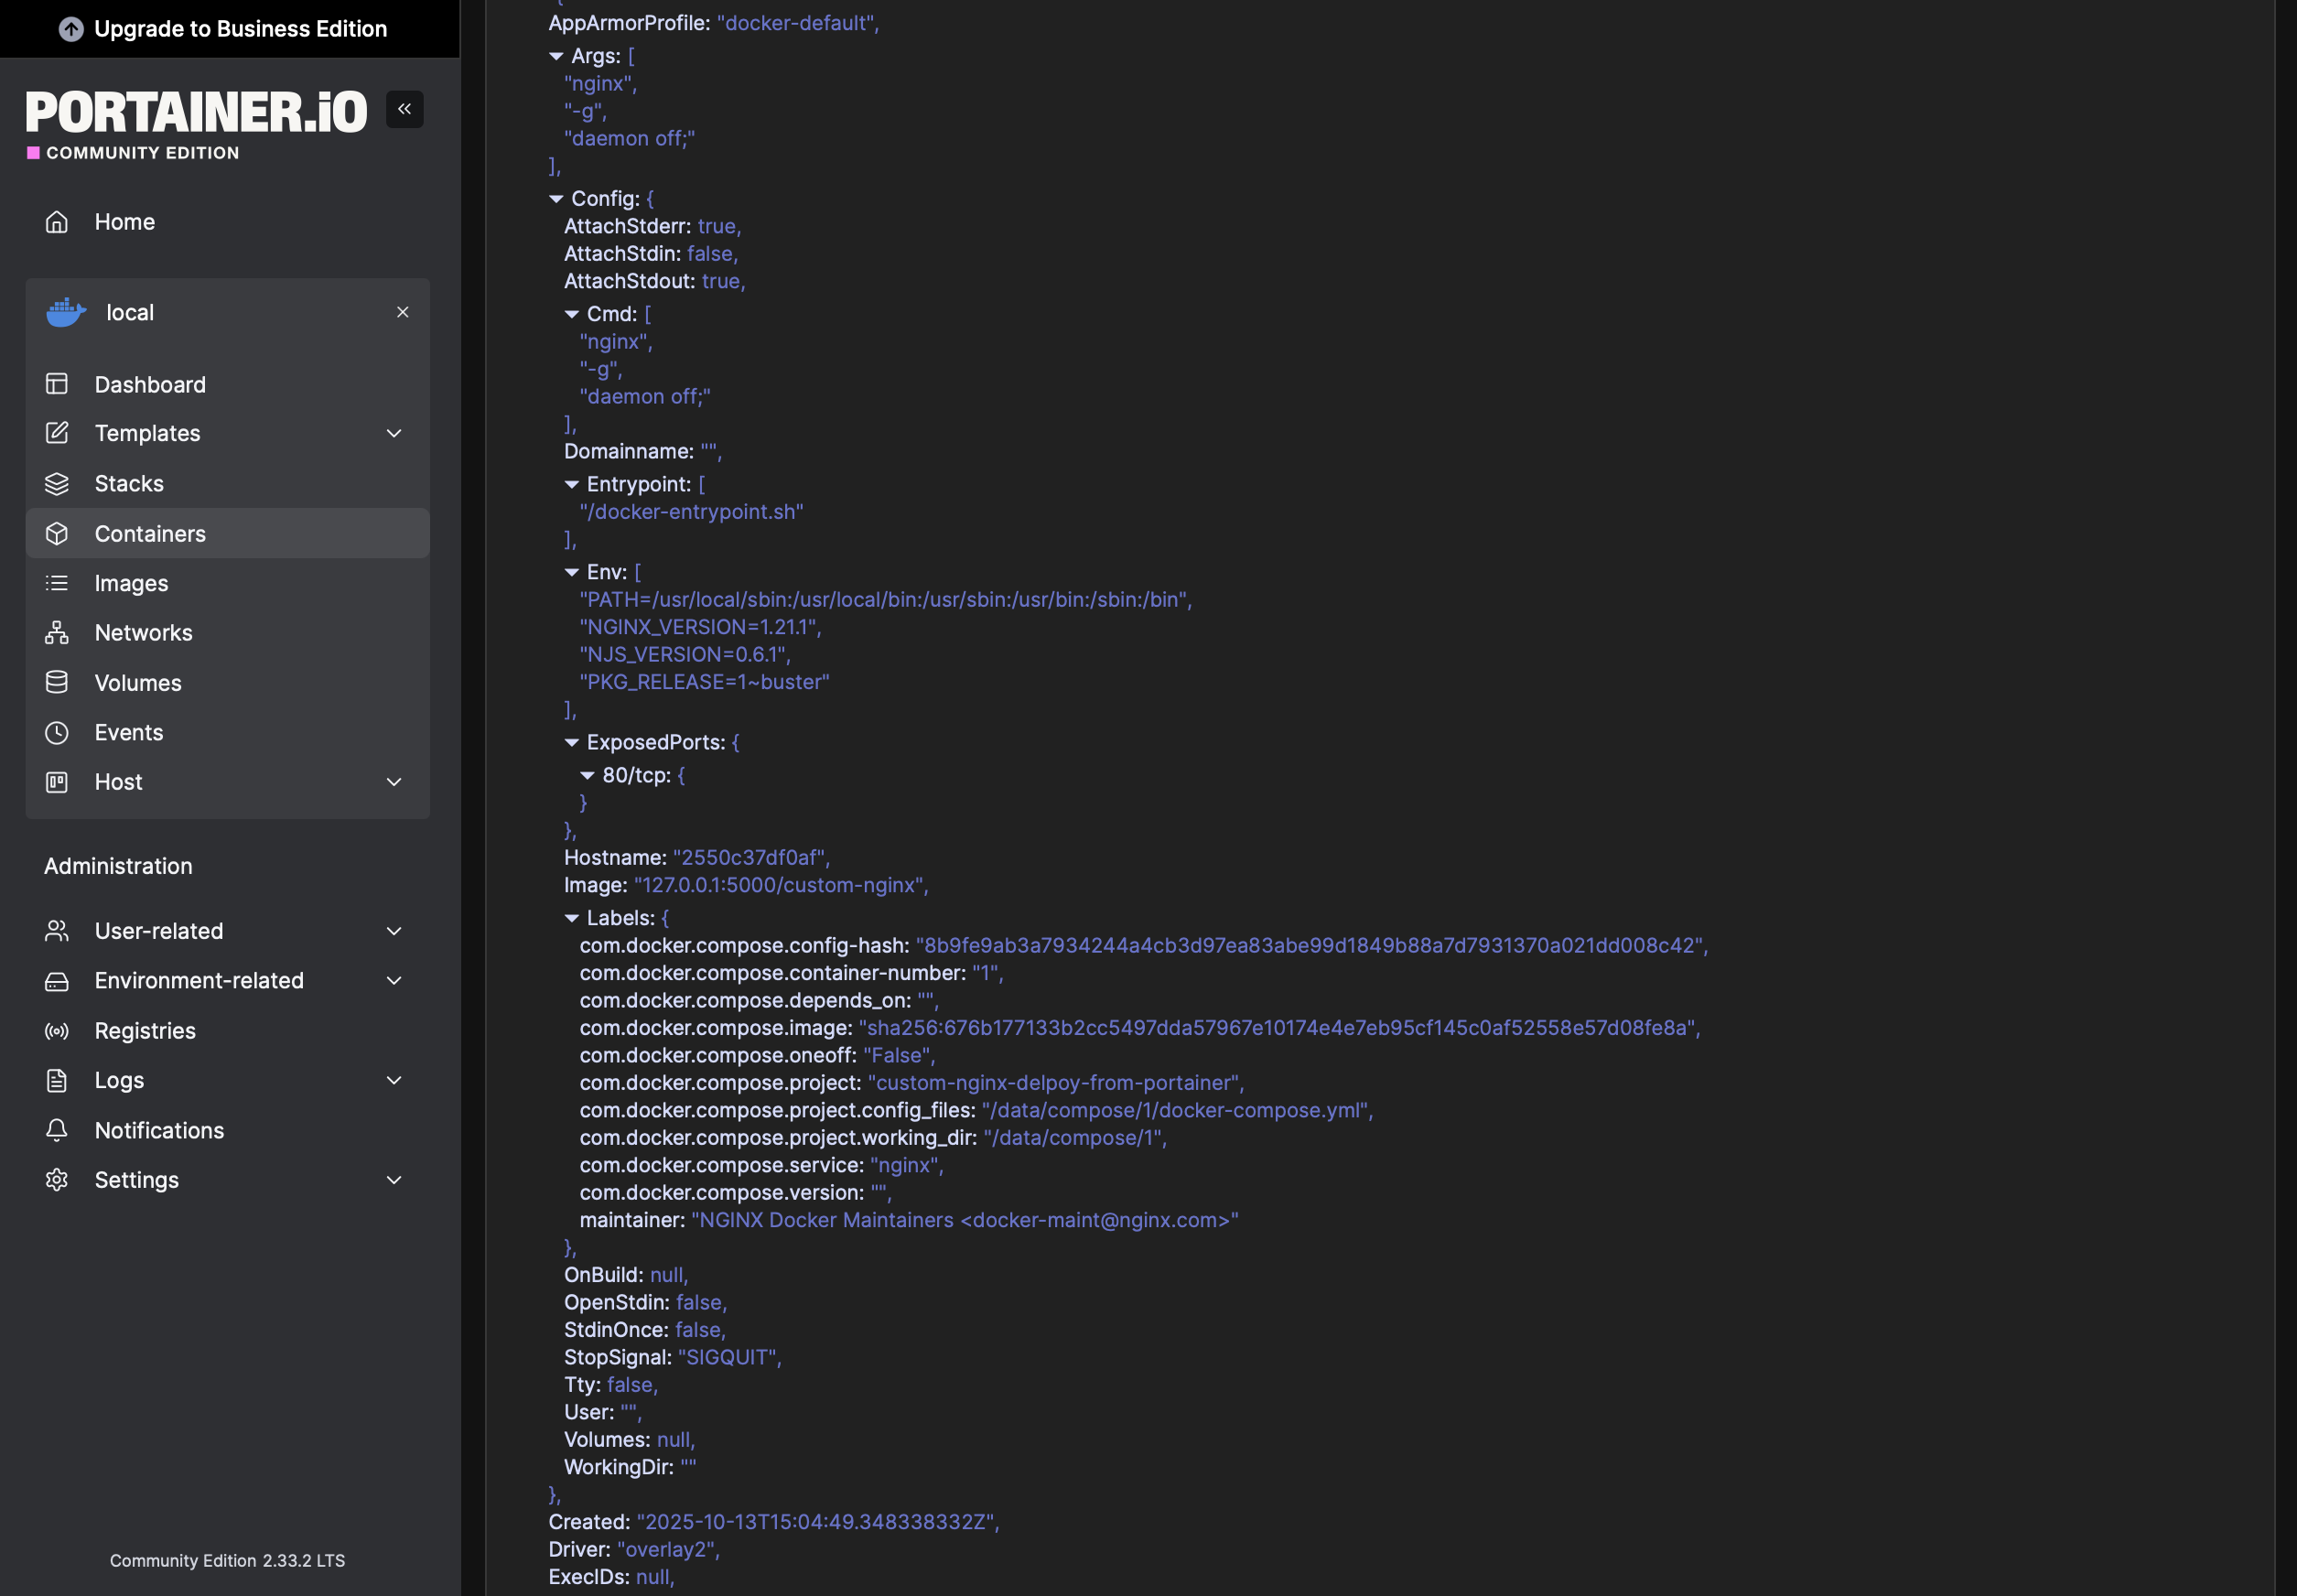 Upgrade to Business Edition
PORTAINER.iO
COMMUNITY EDITION
Home
local
Dashboard
Templates
Stacks
Containers
Images
Networks
Volumes
Events
Host
Administration
User-related
Environment-related
Registries
Logs
Notifications
Settings
Community Edition 2.33.2 LTS
{
AppArmorProfile: "docker-default",
Args: [
"nginx",
"-g",
"daemon off;"
],
Config: {
AttachStderr: true,
AttachStdin: false,
AttachStdout: true,
Cmd: [
"nginx",
"-g",
"daemon off;"
],
Domainname: "",
Entrypoint: [
"/docker-entrypoint.sh"
],
Env: [
"PATH=/usr/local/sbin:/usr/local/bin:/usr/sbin:/usr/bin:/sbin:/bin",
"NGINX_VERSION=1.21.1",
"NJS_VERSION=0.6.1",
"PKG_RELEASE=1~buster"
],
ExposedPorts: {
80/tcp: {
}
},
Hostname: "2550c37df0af",
Image: "127.0.0.1:5000/custom-nginx",
Labels: {
com.docker.compose.config-hash: "8b9fe9ab3a7934244a4cb3d97ea83abe99d1849b88a7d7931370a021dd008c42",
com.docker.compose.container-number: "1",
com.docker.compose.depends_on: "",
com.docker.compose.image: "sha256:676b177133b2cc5497dda57967e10174e4e7eb95cf145c0af52558e57d08fe8a",
com.docker.compose.oneoff: "False",
com.docker.compose.project: "custom-nginx-delpoy-from-portainer",
com.docker.compose.project.config_files: "/data/compose/1/docker-compose.yml",
com.docker.compose.project.working_dir: "/data/compose/1",
com.docker.compose.service: "nginx",
com.docker.compose.version: "",
maintainer: "NGINX Docker Maintainers <docker-maint@nginx.com>"
},
OnBuild: null,
OpenStdin: false,
StdinOnce: false,
StopSignal: "SIGQUIT",
Tty: false,
User: "",
Volumes: null,
WorkingDir: ""
},
Created: "2025-10-13T15:04:49.348338332Z",
Driver: "overlay2",
ExecIDs: null,